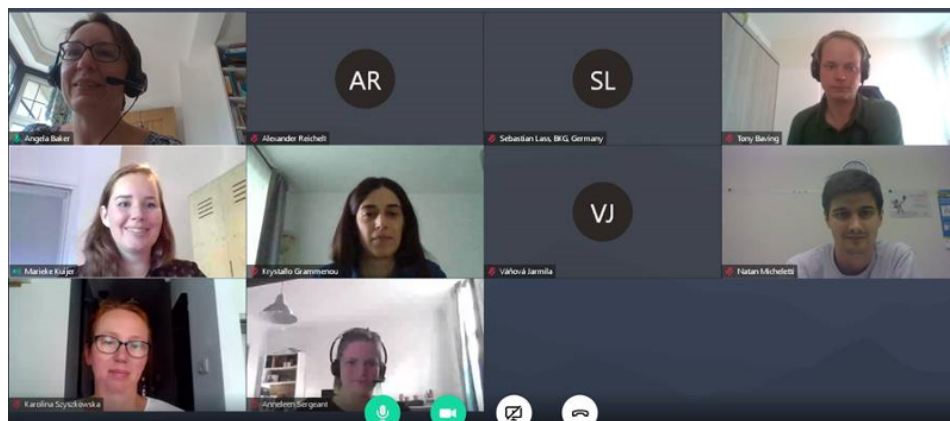 Angela Baker
AR
Alexander Reichelt
SL
Sebastian Lass, BKG, Germany
Tony Baving
Marieke Kuijer
Krystallo Grammenou
VJ
Váňová Jarmila
Natan Micheletti
Karolina Szyszkowska
Anneleen Sergeant